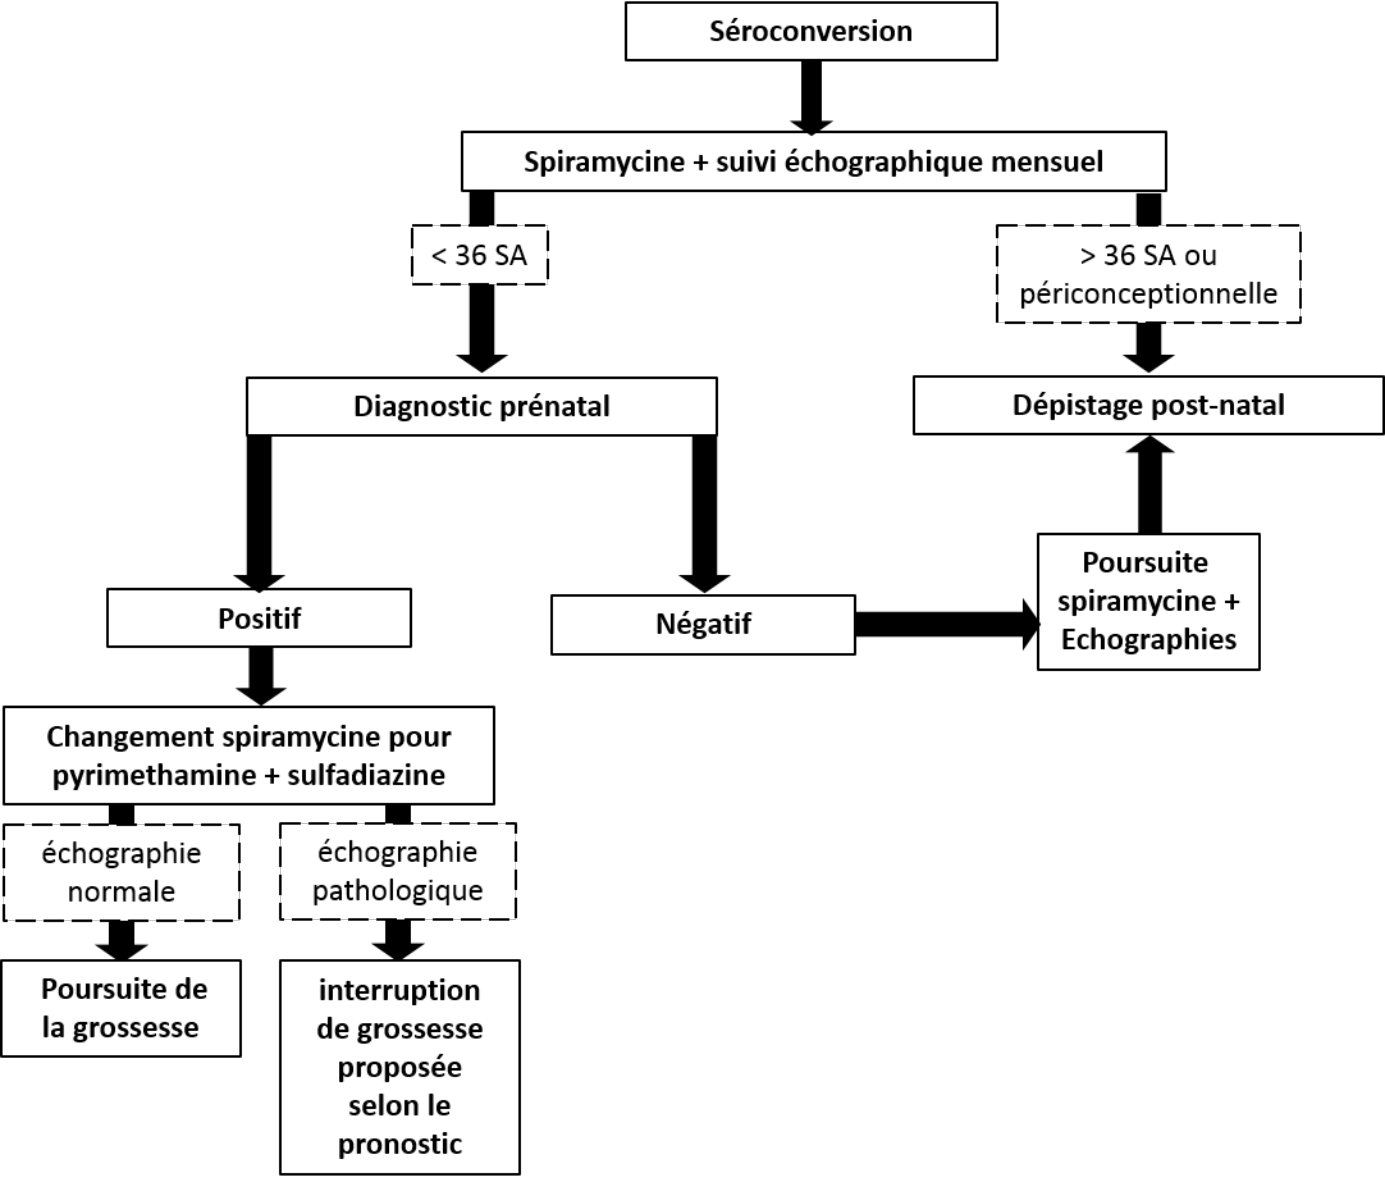 Séroconversion
Spiramycine + suivi échographique mensuel
< 36 SA
> 36 SA ou
périconceptionnelle
Diagnostic prénatal
Dépistage post-natal
Positif
Négatif
Poursuite
spiramycine +
Echographies
Changement spiramycine pour
pyrimethamine + sulfadiazine
échographie
normale
échographie
pathologique
Poursuite de
la grossesse
interruption
de grossesse
proposée
selon le
pronostic